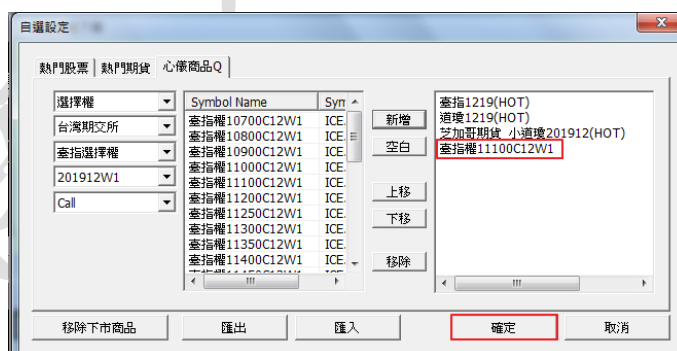 自選設定
熱門股票
熱門期貨
心儀商品Q
選擇權
台灣期交所
臺指選擇權
201912W1
Call
Symbol Name Sym
臺指權10700C12W1 ICE.
臺指權10800C12W1 ICE.
臺指權10900C12W1 ICE.
臺指權11000C12W1 ICE.
臺指權11100C12W1 ICE.
臺指權11200C12W1 ICE.
臺指權11250C12W1 ICE.
臺指權11300C12W1 ICE.
臺指權11350C12W1 ICE.
臺指權11400C12W1 ICE.
新增
空白
上移
下移
移除
臺指1219(HOT)
道瓊1219(HOT)
芝加哥期貨 小道瓊201912(HOT)
臺指權11100C12W1
移除下市商品
匯出
匯入
確定
取消